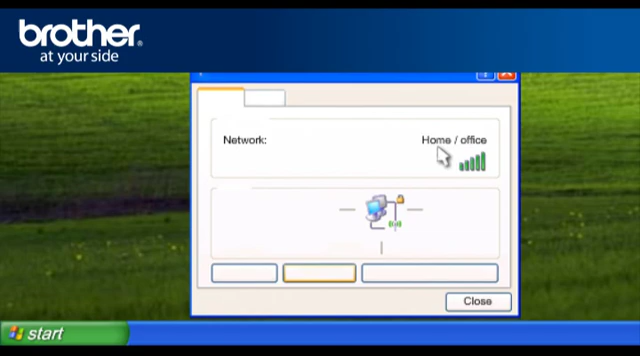 brother
at your side
Network:
Home / office
Close
start